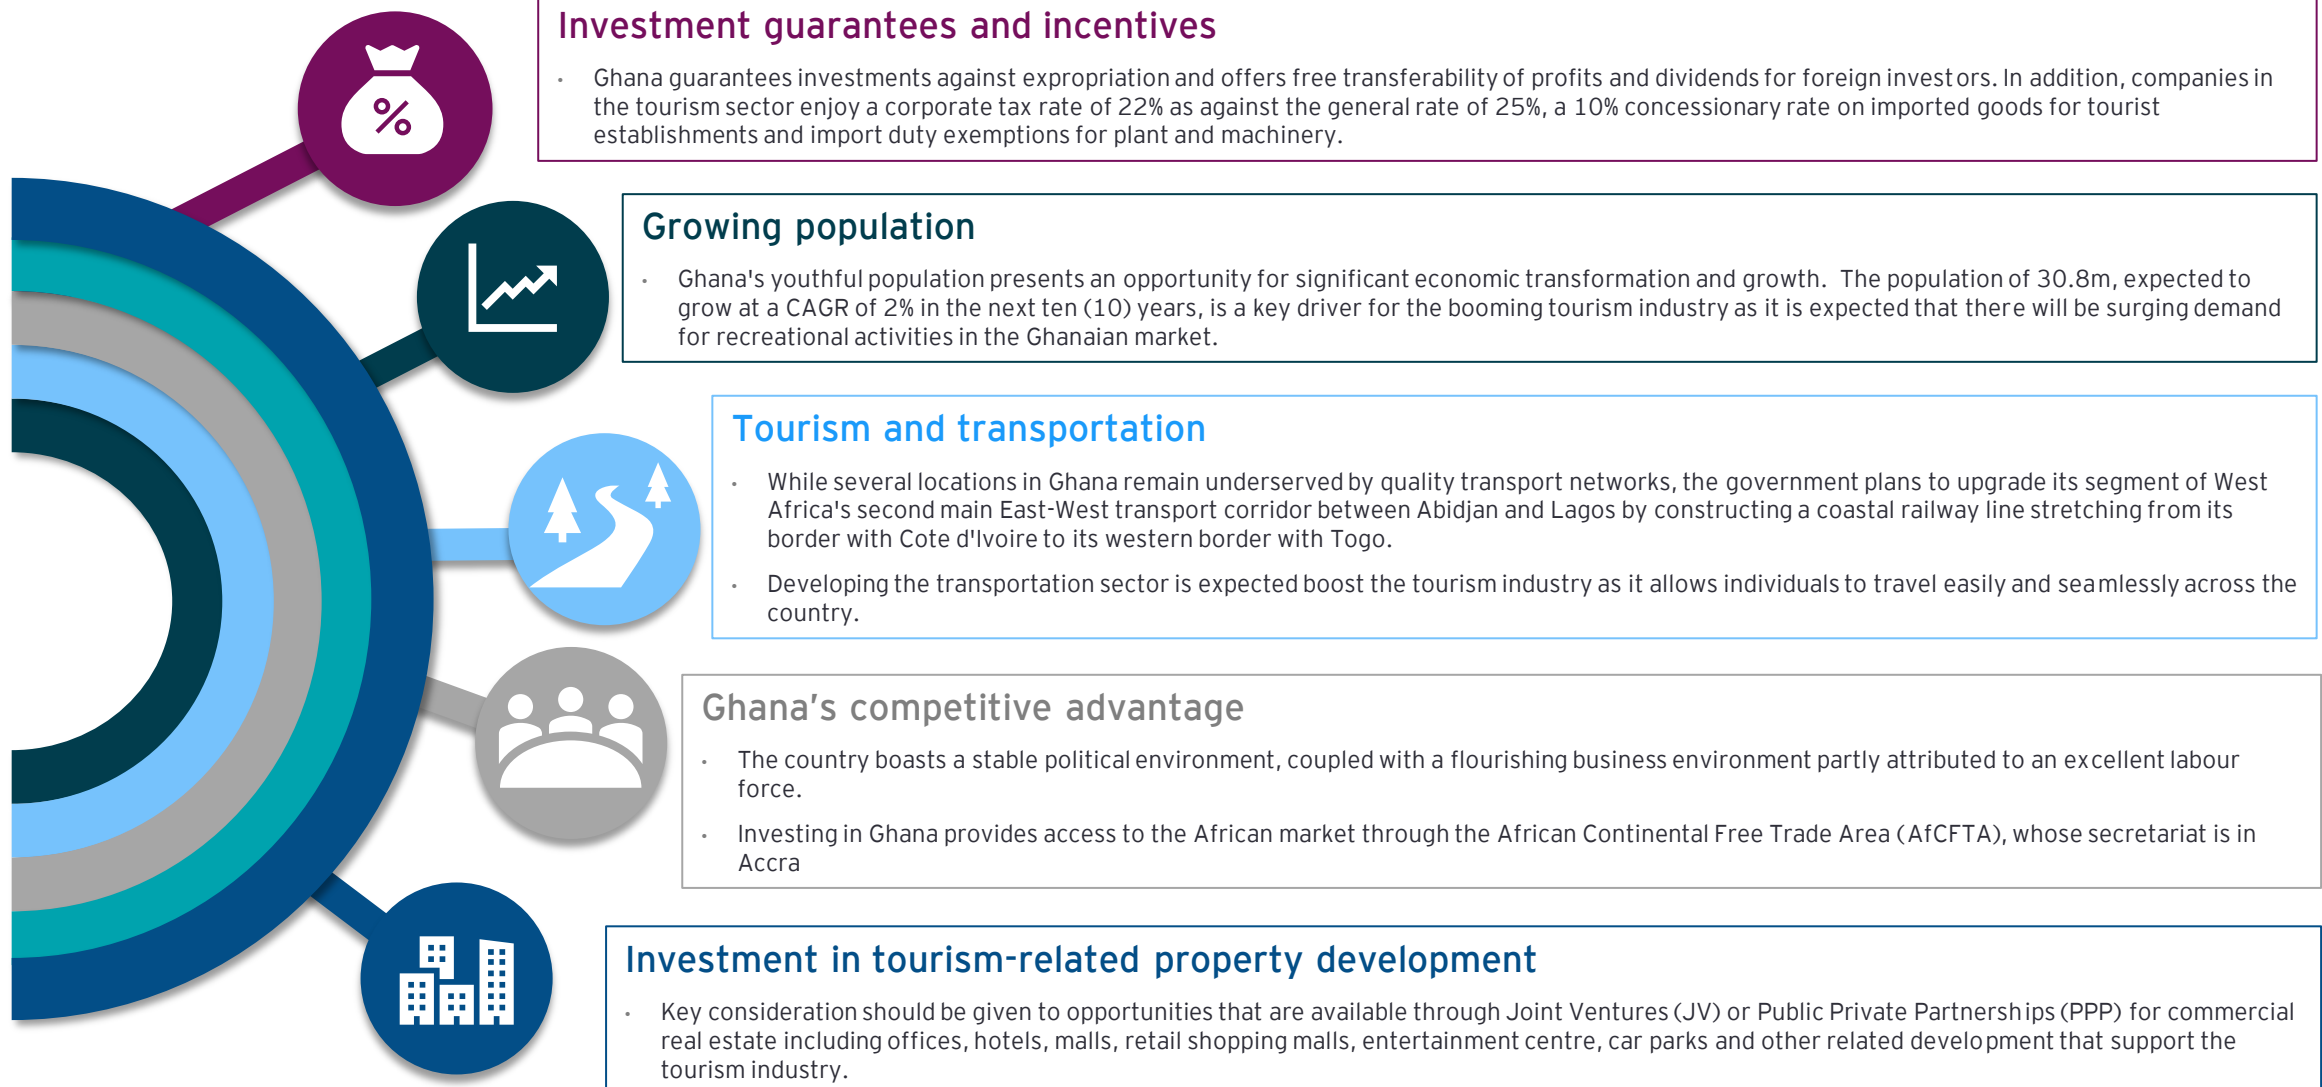 Investment guarantees and incentives
• Ghana guarantees investments against expropriation and offers free transferability of profits and dividends for foreign investors. In addition, companies in
the tourism sector enjoy a corporate tax rate of 22% as against the general rate of 25%, a 10% concessionary rate on imported goods for tourist
establishments and import duty exemptions for plant and machinery.
%
Growing population
• Ghana's youthful population presents an opportunity for significant economic transformation and growth. The population of 30.8m, expected to
grow at a CAGR of 2% in the next ten (10) years, is a key driver for the booming tourism industry as it is expected that there will be surging demand
for recreational activities in the Ghanaian market.
Tourism and transportation
• While several locations in Ghana remain underserved by quality transport networks, the government plans to upgrade its segment of West
Africa's second main East-West transport corridor between Abidjan and Lagos by constructing a coastal railway line stretching from its
border with Cote d'Ivoire to its western border with Togo.
• Developing the transportation sector is expected boost the tourism industry as it allows individuals to travel easily and seamlessly across the
country.
Ghana's competitive advantage
• The country boasts a stable political environment, coupled with a flourishing business environment partly attributed to an excellent labour
force.
• Investing in Ghana provides access to the African market through the African Continental Free Trade Area (AfCFTA), whose secretariat is in
Accra
Investment in tourism-related property development
• Key consideration should be given to opportunities that are available through Joint Ventures (JV) or Public Private Partnerships (PPP) for commercial
real estate including offices, hotels, malls, retail shopping malls, entertainment centre, car parks and other related development that support the
tourism industry.